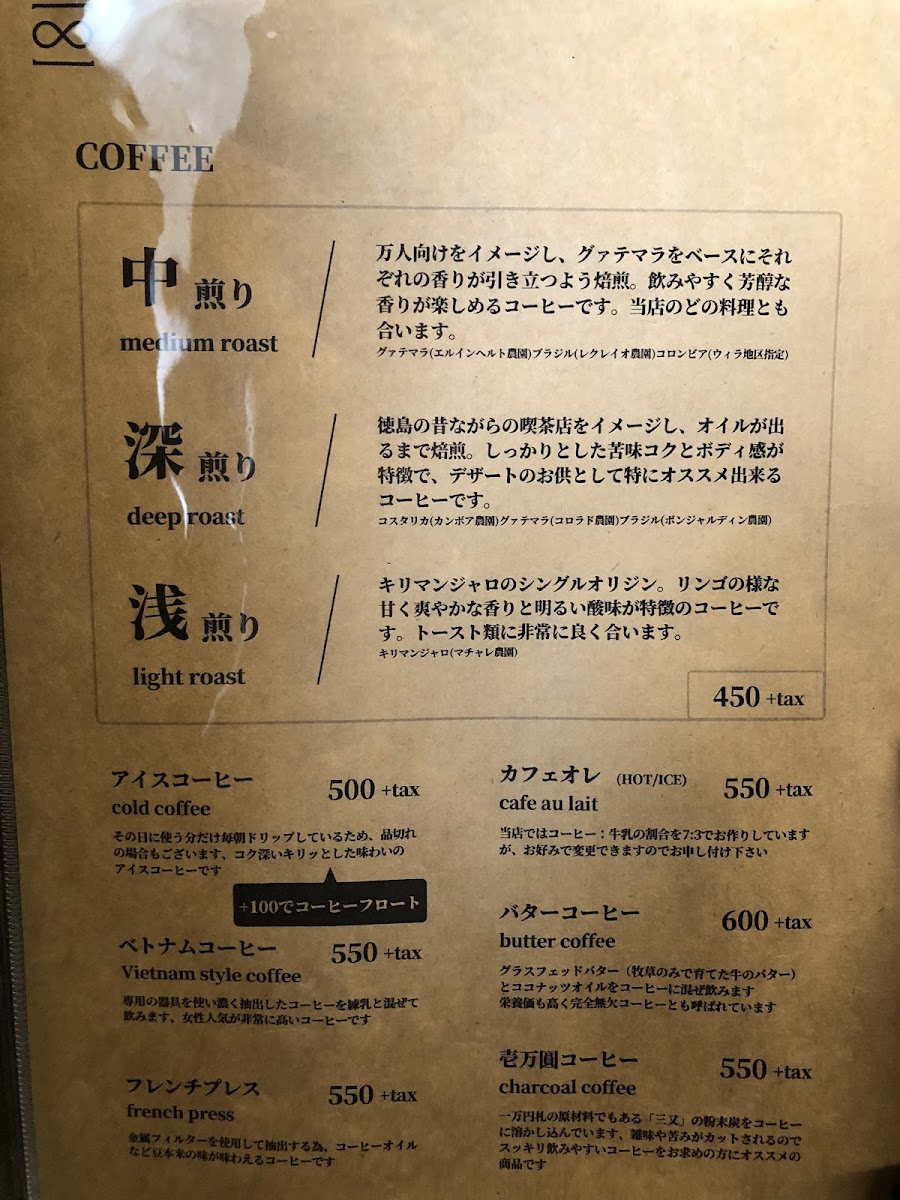 COFFEE
中煎り
medium roast
万人向けをイメージし、グァテマラをベースにそれ
ぞれの香りが引き立つよう焙煎。飲みやすく芳醇な
香りが楽しめるコーヒーです。当店のどの料理とも
合います。
グァテマラ(エルインヘルト農園)ブラジル(レクレイオ農園)コロンビア(ウィラ地区指定)
深煎り
deep roast
徳島の昔ながらの喫茶店をイメージし、オイルが出
るまで焙煎。しっかりとした苦味コクとボディ感が
特徴で、デザートのお供として特にオススメ出来る
コーヒーです。
コスタリカ(カンボア農園)グァテマラ(コロラド農園)ブラジル(ボンジャルディン農園)
浅煎り
light roast
キリマンジャロのシングルオリジン。リンゴの様な
甘く爽やかな香りと明るい酸味が特徴のコーヒーで
す。トースト類に非常に良く合います。
キリマンジャロ(マチャレ農園)
450 +tax
アイスコーヒー 500 +tax
cold coffee
その日に使う分だけ毎朝ドリップしているため、品切れ
の場合もございます、コク深いキリッとした味わいの
アイスコーヒーです
+100でコーヒーフロート
ベトナムコーヒー 550 +tax
Vietnam style coffee
専用の器具を使い濃く抽出したコーヒーを練乳と混ぜて
飲みます、女性人気が非常に高いコーヒーです
フレンチプレス 550 +tax
french press
金属フィルターを使用して抽出する為、コーヒーオイル
など豆本来の味が味わえるコーヒーです
カフェオレ (HOT/ICE) 550 +tax
cafe au lait
当店ではコーヒー：牛乳の割合を7:3でお作りしています
が、お好みで変更できますのでお申し付け下さい
バターコーヒー 600 +tax
butter coffee
グラスフェッドバター（牧草のみで育てた牛のバター）
とココナッツオイルをコーヒーに混ぜ飲みます
栄養価も高く完全無欠コーヒーとも呼ばれています
壱万圓コーヒー 550 +tax
charcoal coffee
一万円札の原材料でもある「三又」の粉末炭をコーヒー
に溶かし込んでいます、雑味や苦みがカットされるので
スッキリ飲みやすいコーヒーをお求めの方にオススメの
商品です